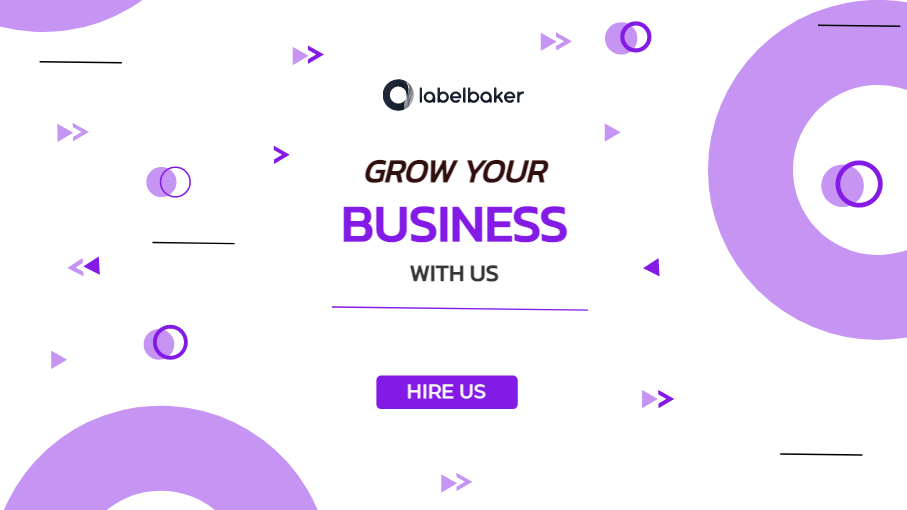 labelbaker
GROW YOUR
BUSINESS
WITH US
HIRE US